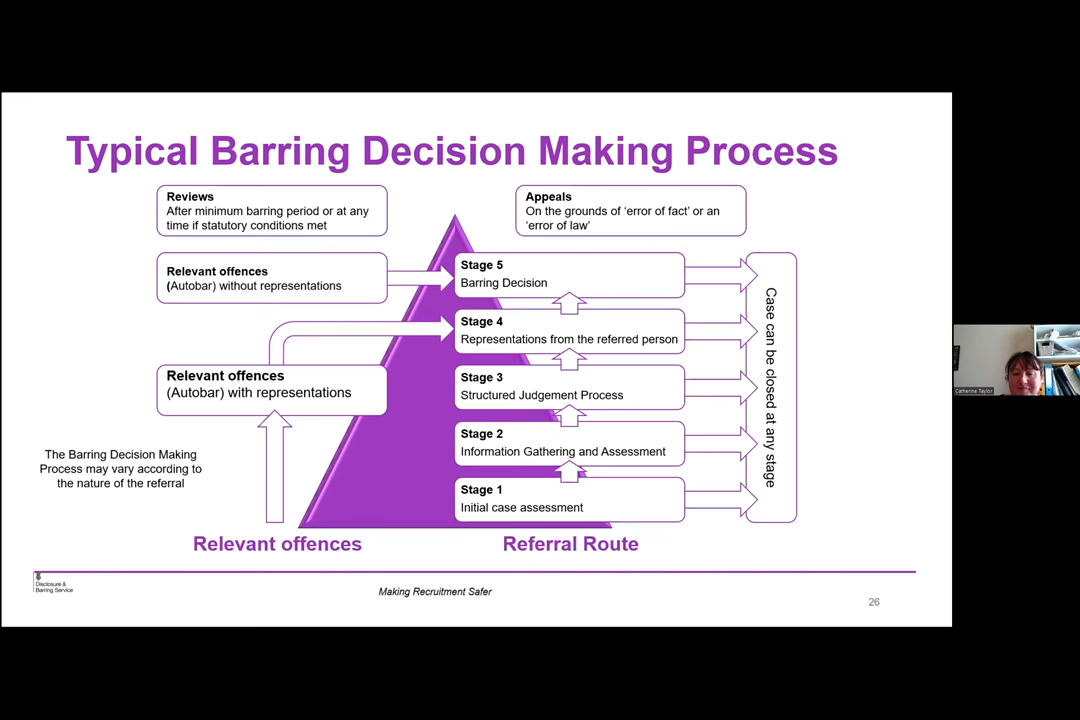 Typical Barring Decision Making Process
Reviews
After minimum barring period or at any
time if statutory conditions met
Appeals
On the grounds of ‘error of fact’ or an
‘error of law’
Relevant offences
(Autobar) without representations
Stage 5
Barring Decision
Stage 4
Representations from the referred person
Relevant offences
(Autobar) with representations
Stage 3
Structured Judgement Process
Stage 2
Information Gathering and Assessment
Stage 1
Initial case assessment
Case can be closed at any stage
The Barring Decision Making
Process may vary according to
the nature of the referral
Relevant offences
Referral Route
Disclosure &
Barring Service
Making Recruitment Safer
26
Catherine Taylor